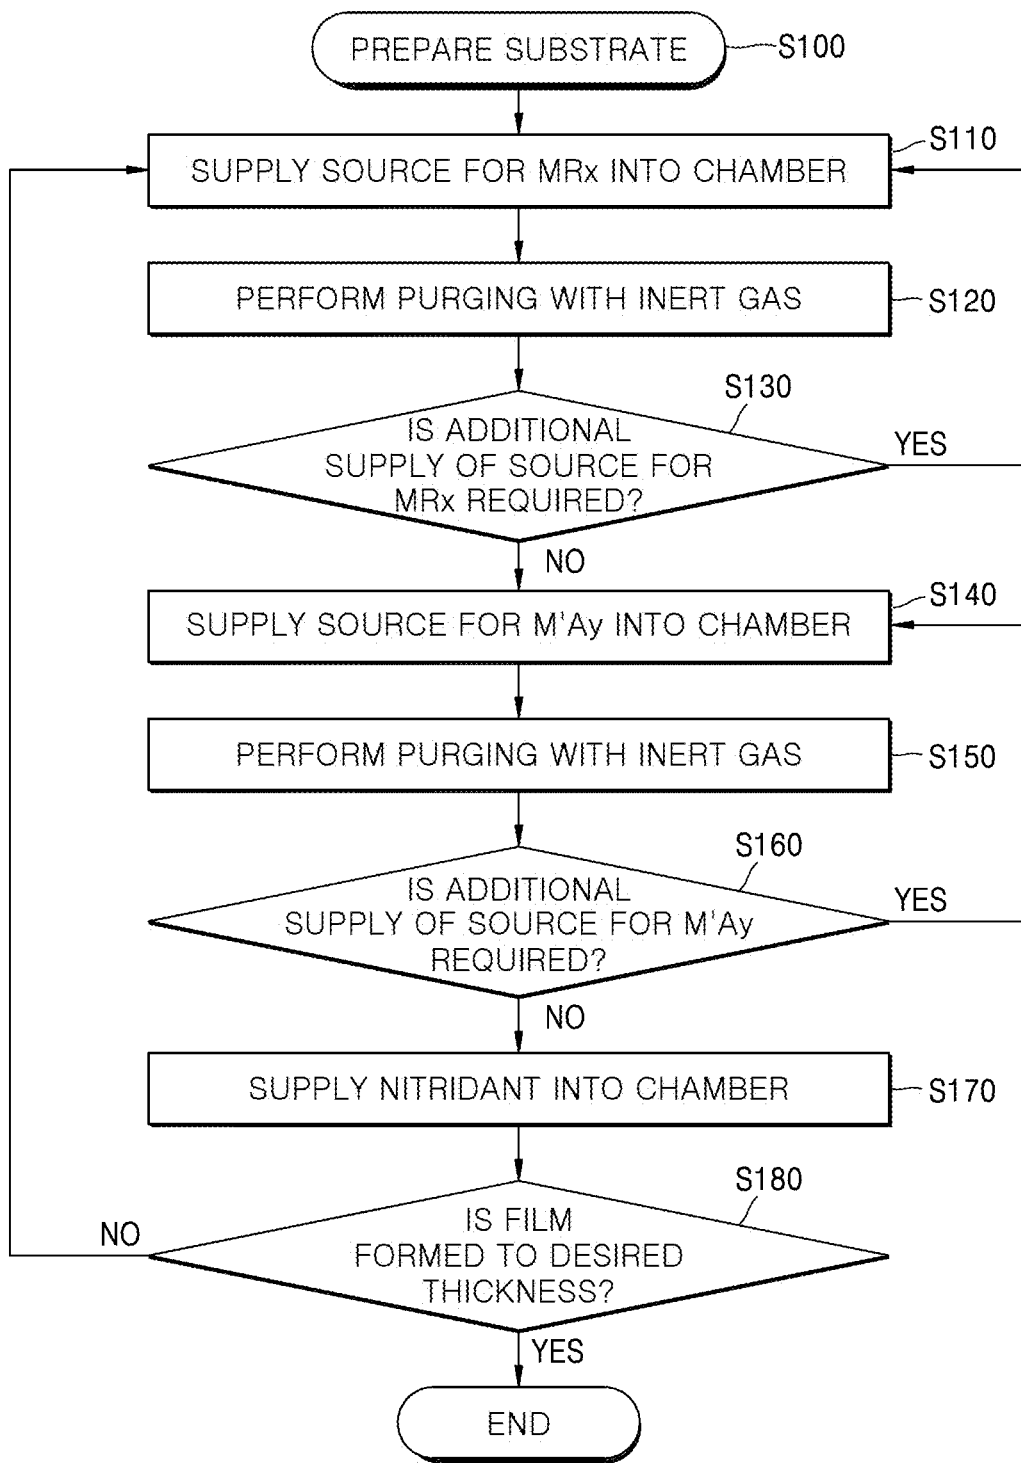 PREPARE SUBSTRATE
S100
SUPPLY SOURCE FOR MRx INTO CHAMBER
S110
PERFORM PURGING WITH INERT GAS
S120
S130
IS ADDITIONAL
SUPPLY OF SOURCE FOR
MRx REQUIRED?
YES
NO
SUPPLY SOURCE FOR M'Ay INTO CHAMBER
S140
PERFORM PURGING WITH INERT GAS
S150
S160
IS ADDITIONAL
SUPPLY OF SOURCE FOR M'Ay
REQUIRED?
YES
NO
SUPPLY NITRIDANT INTO CHAMBER
S170
S180
NO
IS FILM
FORMED TO DESIRED
THICKNESS?
YES
END